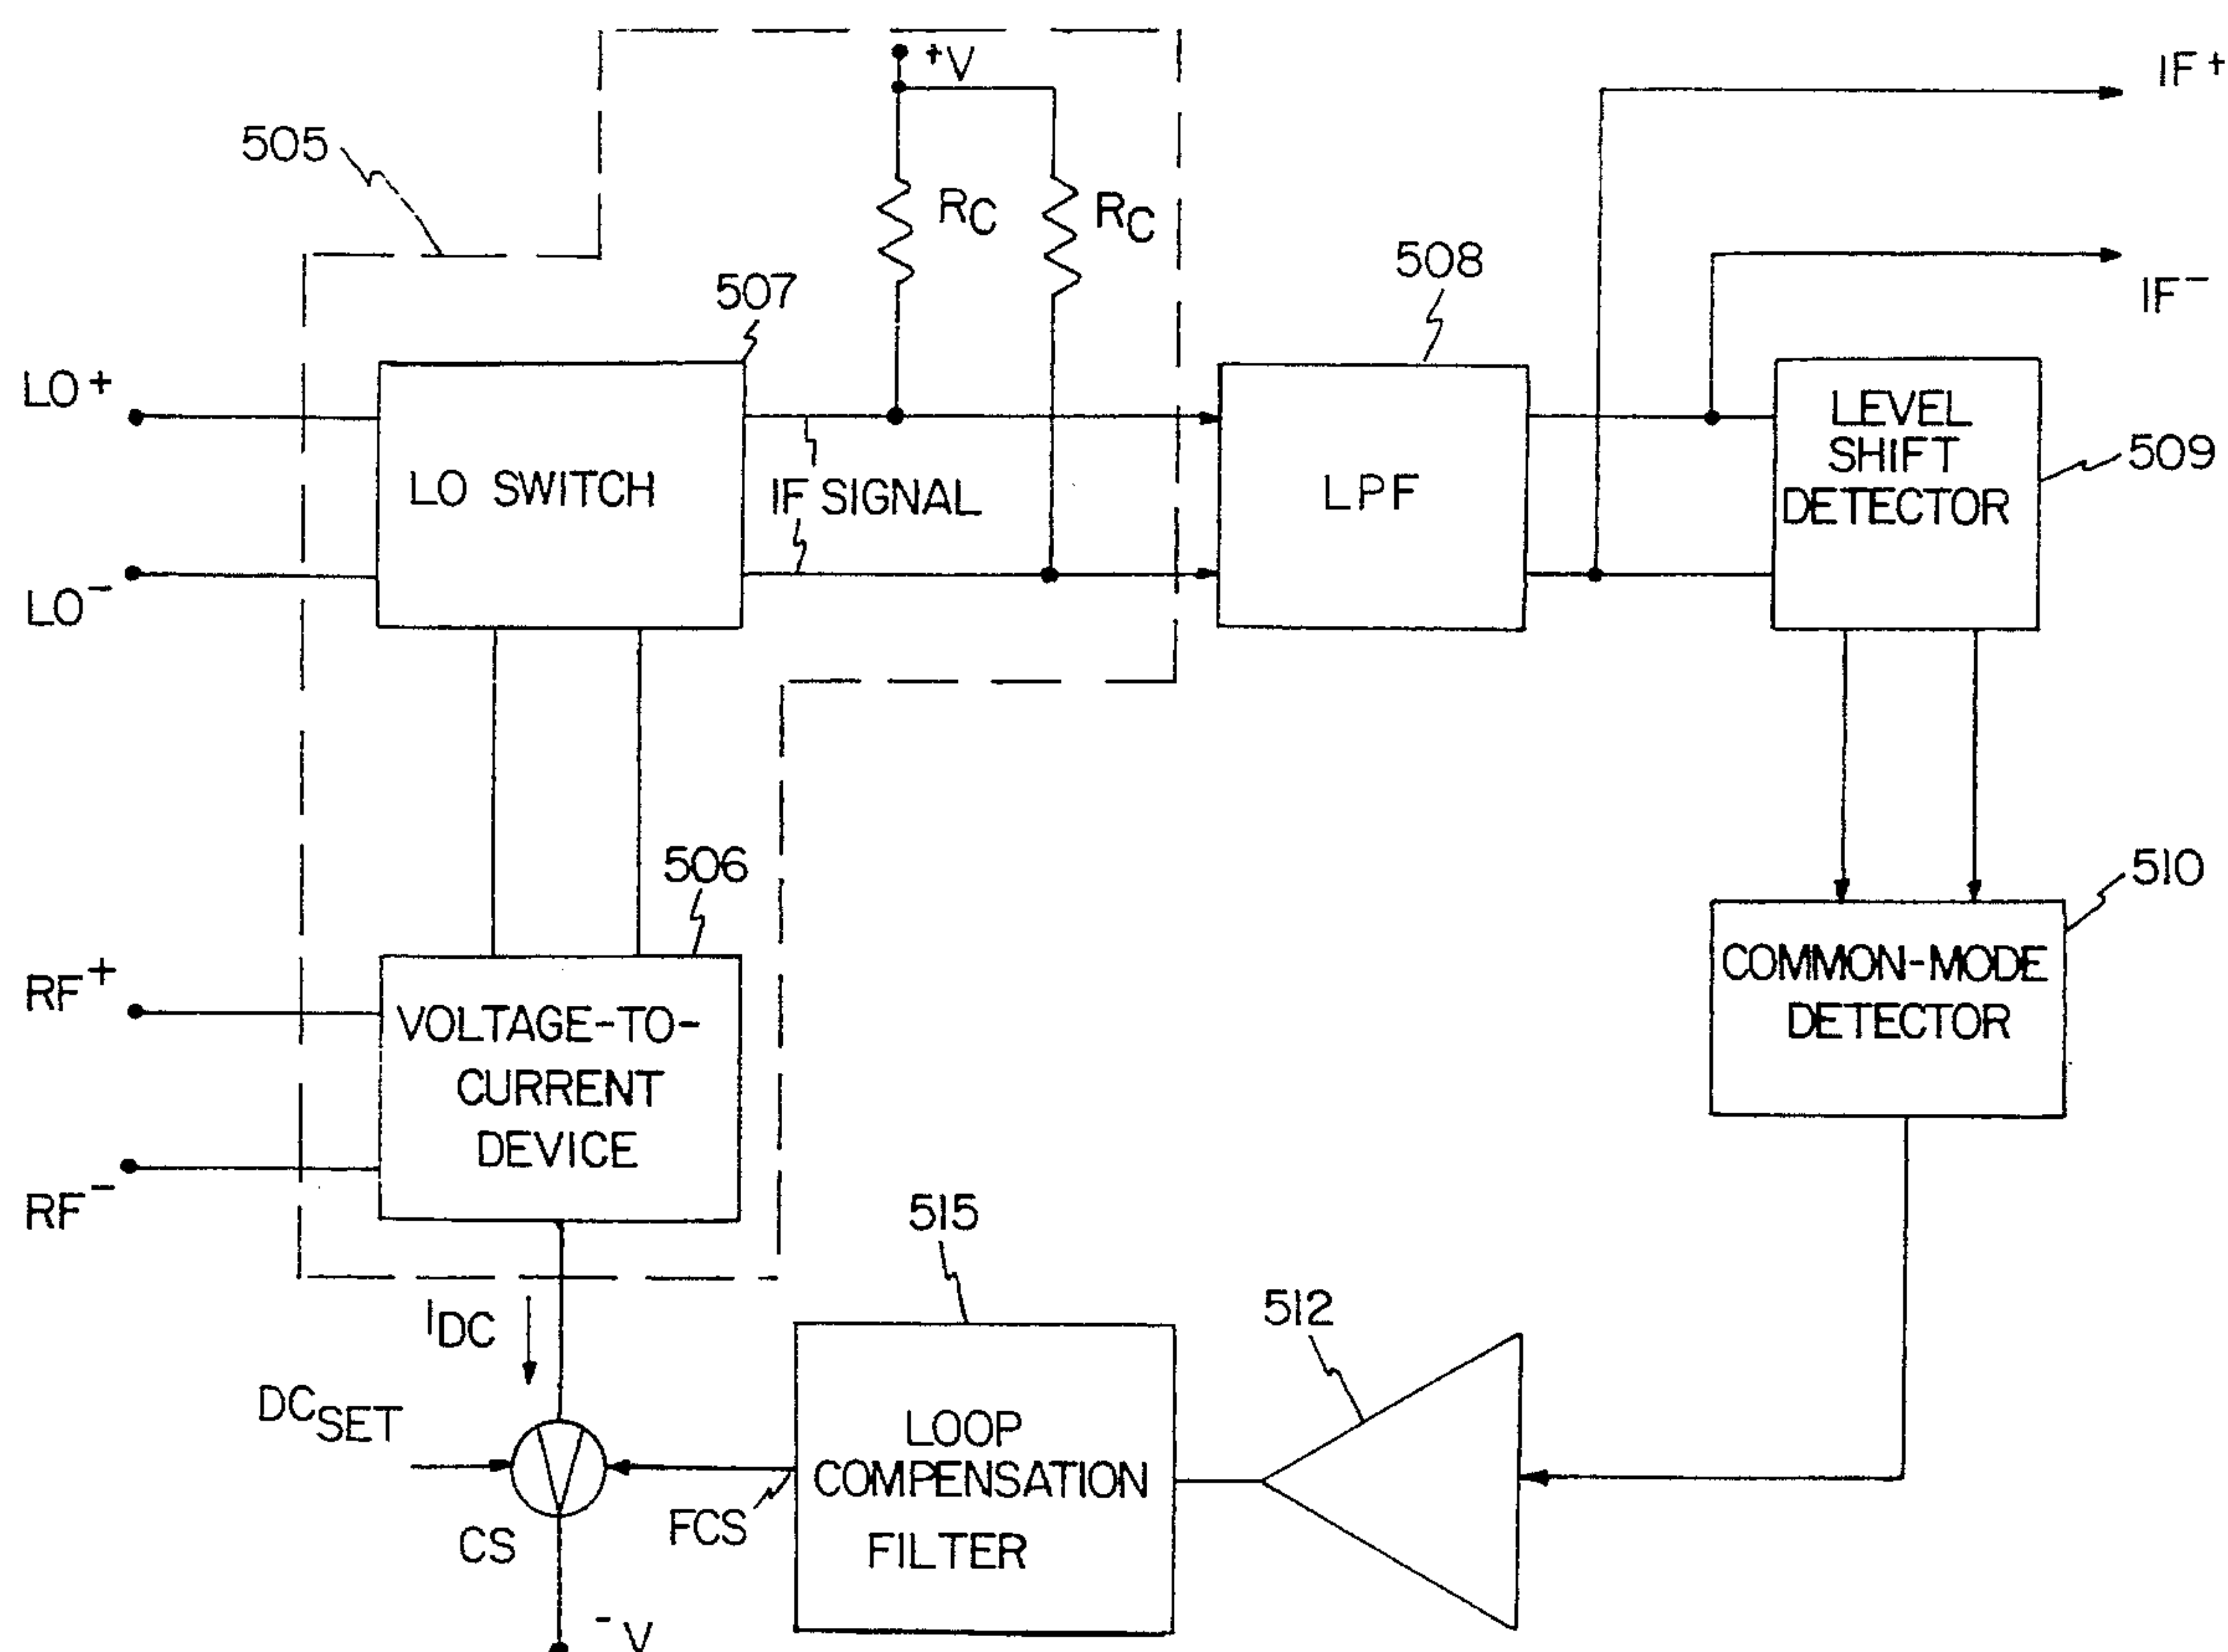 +V
IF+
505
RC
RC
IF-
507
508
LO+
LO SWITCH
IF SIGNAL
LPF
LEVEL
SHIFT
DETECTOR
509
LO-
506
510
RF+
VOLTAGE-TO-
CURRENT
DEVICE
COMMON-MODE
DETECTOR
RF-
515
512
IDC
DCSET
LOOP
COMPENSATION
FILTER
CS
FCS
-V